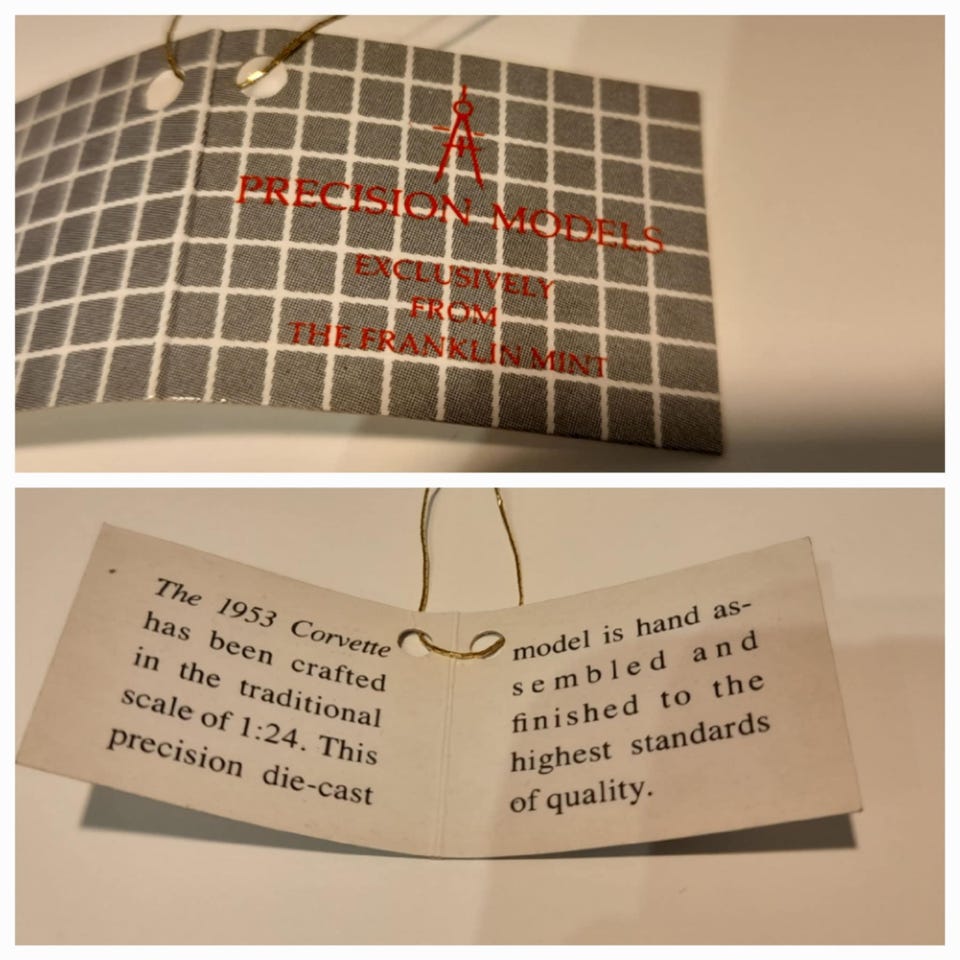 PRECISION MODELS
EXCLUSIVELY
FROM
THE FRANKLIN MINT
The 1953 Corvette
has been crafted
in the traditional
scale of 1:24. This
precision die-cast
model is hand as-
sembled and
finished to the
highest standards
of quality.